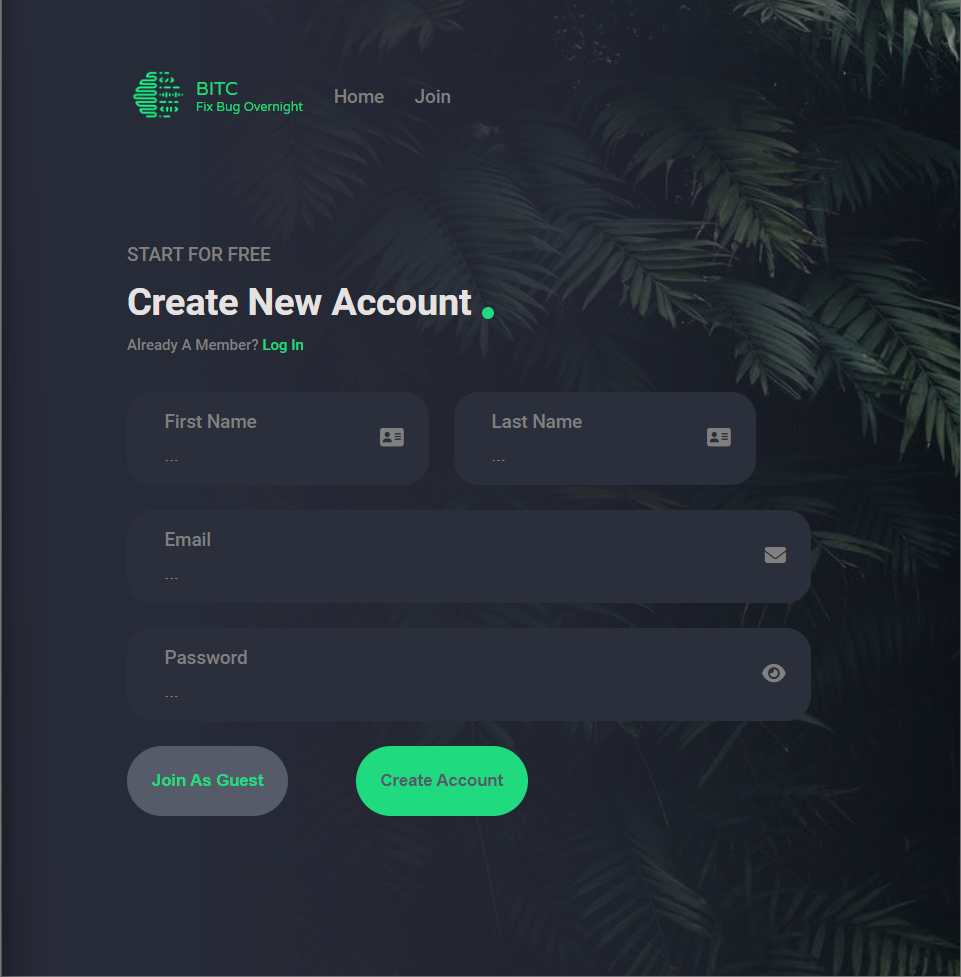 BITC
Fix Bug Overnight
Home
Join
START FOR FREE
Create New Account .
Already A Member? Log In
First Name
---
Last Name
---
Email
---
Password
---
Join As Guest
Create Account